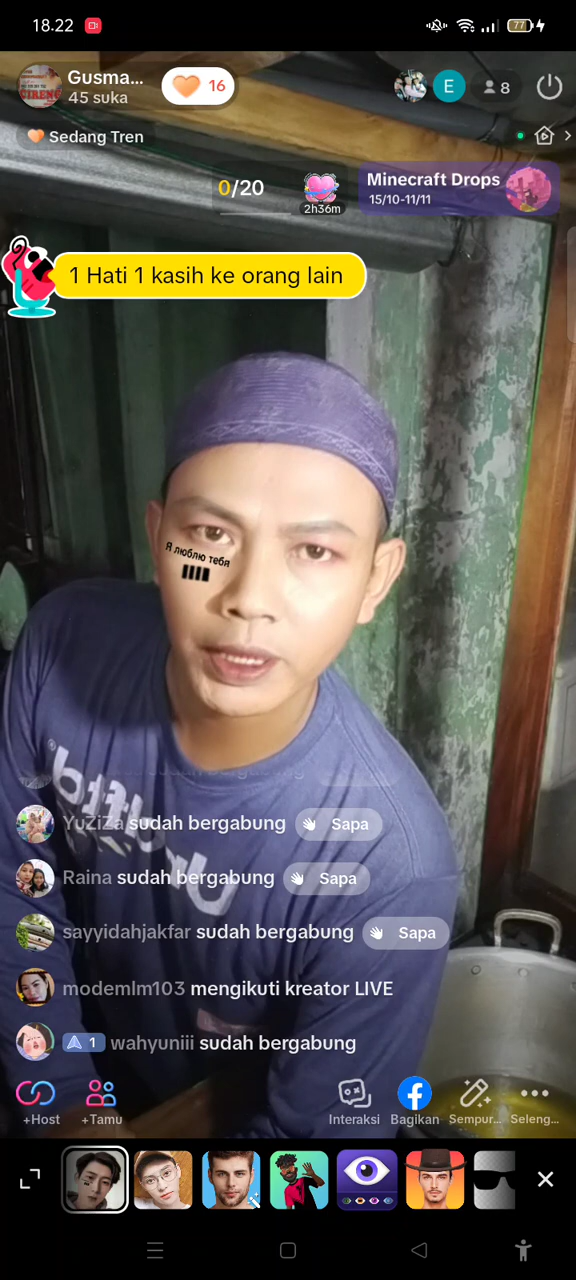 18.22
77
Gusma...
45 suka
16
E
8
Sedang Tren
0/20
2h36m
Minecraft Drops
15/10-11/11
1 Hati 1 kasih ke orang lain
Я люблю тебя
sudah bergabung
YuZiZa sudah bergabung
Sapa
Raina sudah bergabung
Sapa
sayyidahjakfar sudah bergabung
Sapa
modemlm103 mengikuti kreator LIVE
1 wahyuniii sudah bergabung
+Host
+Tamu
Interaksi
Bagikan
Sempur...
Seleng...